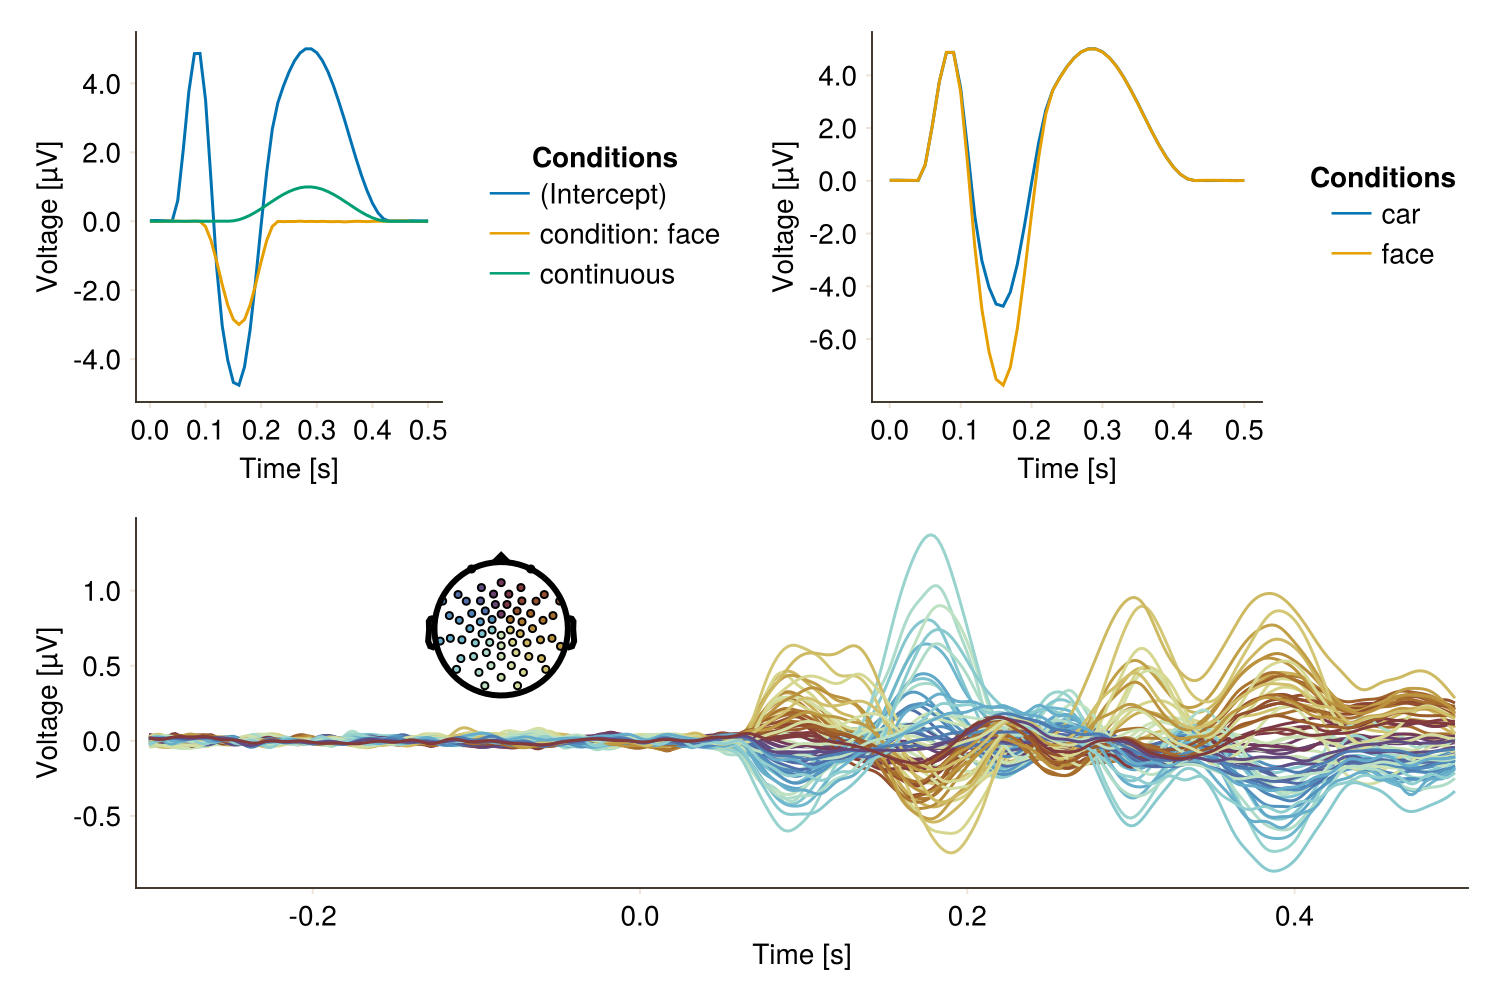 Voltage [µV]
4.0
2.0
0.0
-2.0
-4.0
0.0 0.1 0.2 0.3 0.4 0.5
Time [s]
Conditions
(Intercept)
condition: face
continuous
Voltage [µV]
4.0
2.0
0.0
-2.0
-4.0
-6.0
0.0 0.1 0.2 0.3 0.4 0.5
Time [s]
Conditions
car
face
Voltage [µV]
1.0
0.5
0.0
-0.5
-0.2 0.0 0.2 0.4
Time [s]